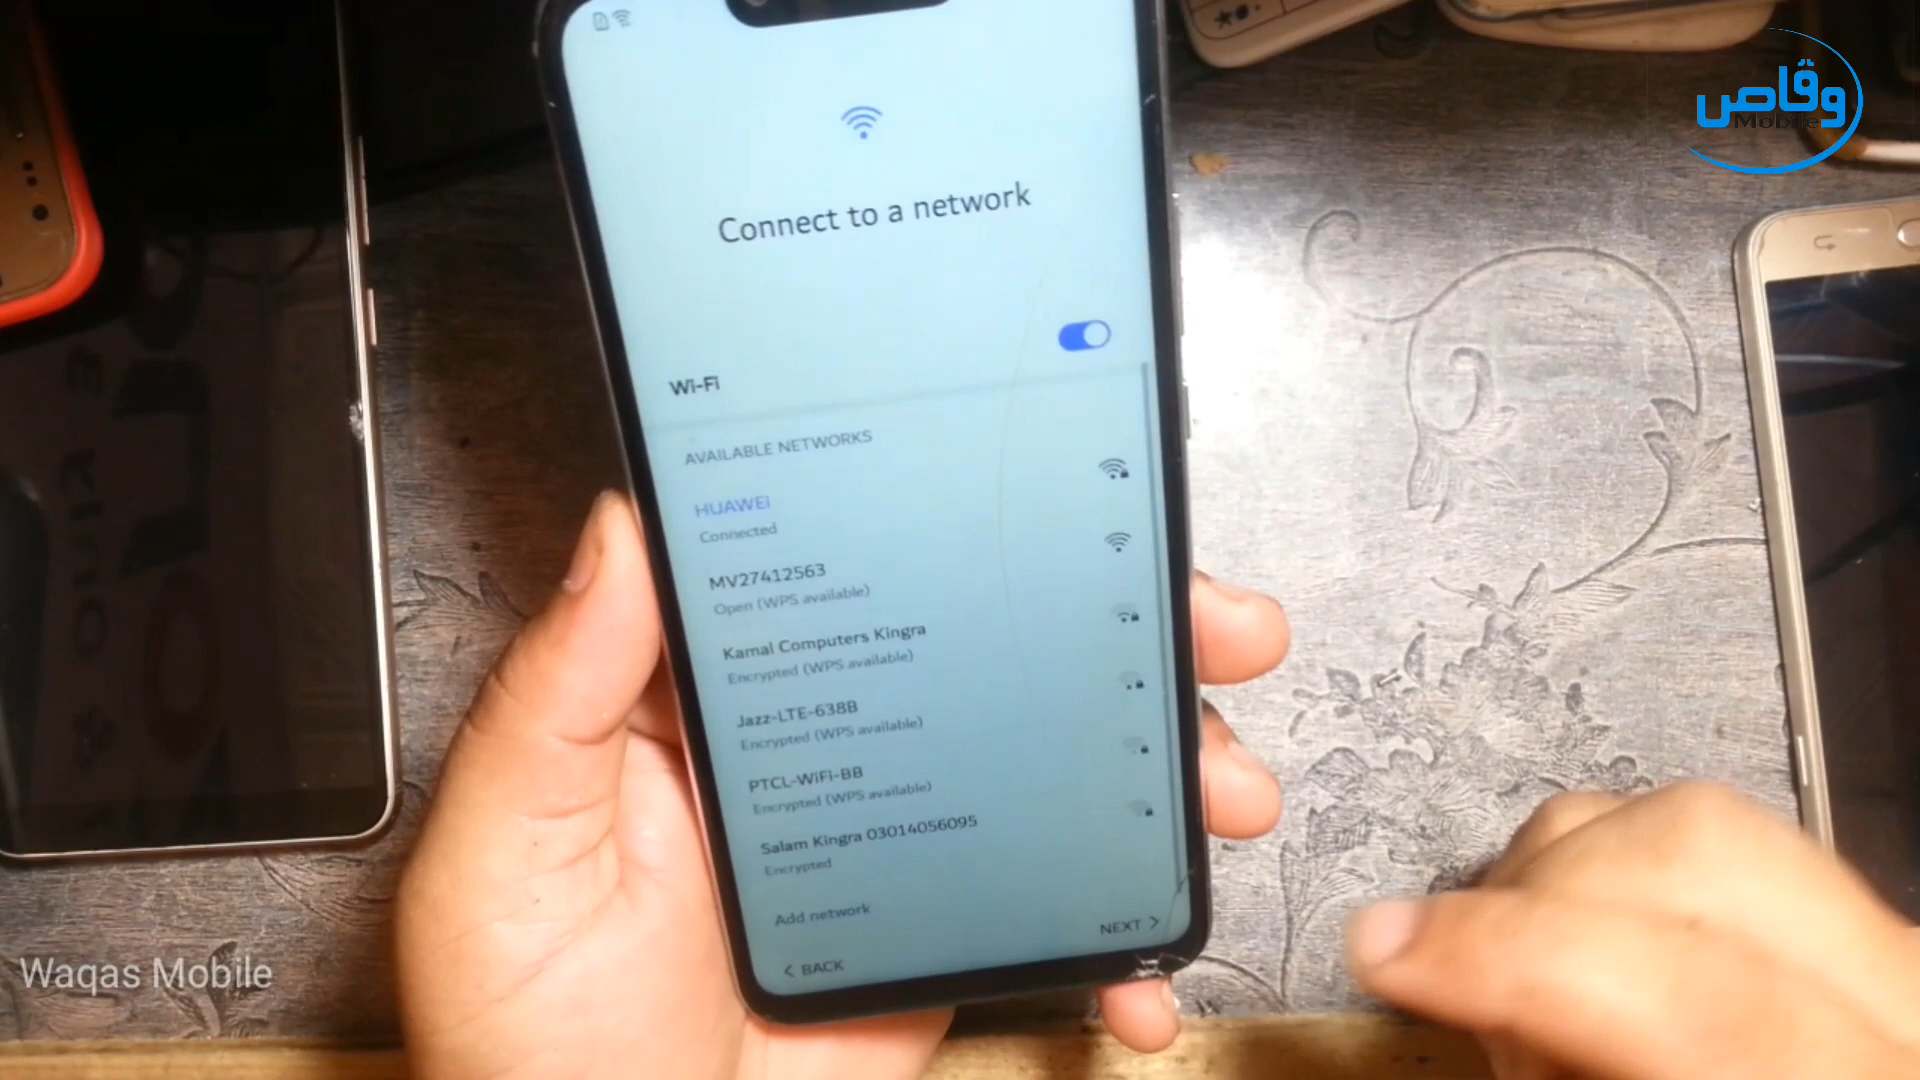 وقاص
Mobile
Connect to a network
Wi-Fi
AVAILABLE NETWORKS
HUAWEi
Connected
MV27412563
Open (WPS available)
Kamal Computers Kingra
Encrypted (WPS available)
Jazz-LTE-638B
Encrypted (WPS available)
PTCL-WiFi-BB
Encrypted (WPS available)
Salam Kingra 03014056095
Encrypted
Add network
NEXT >
< BACK
Waqas Mobile